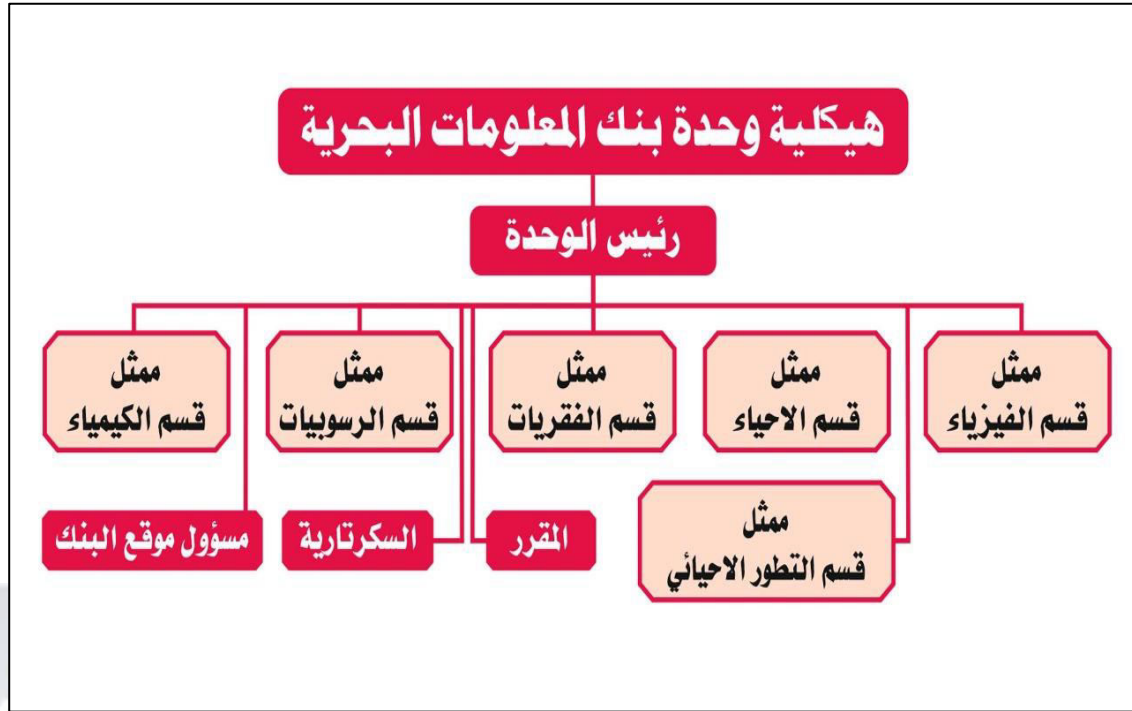 هيكلية وحدة بنك المعلومات البحرية
رئيس الوحدة
ممثل
قسم الفيزياء
ممثل
قسم الاحياء
ممثل
قسم الفقريات
ممثل
قسم الرسوبيات
ممثل
قسم الكيمياء
ممثل
قسم التطور الاحيائي
المقرر
السكرتارية
مسؤول موقع البنك